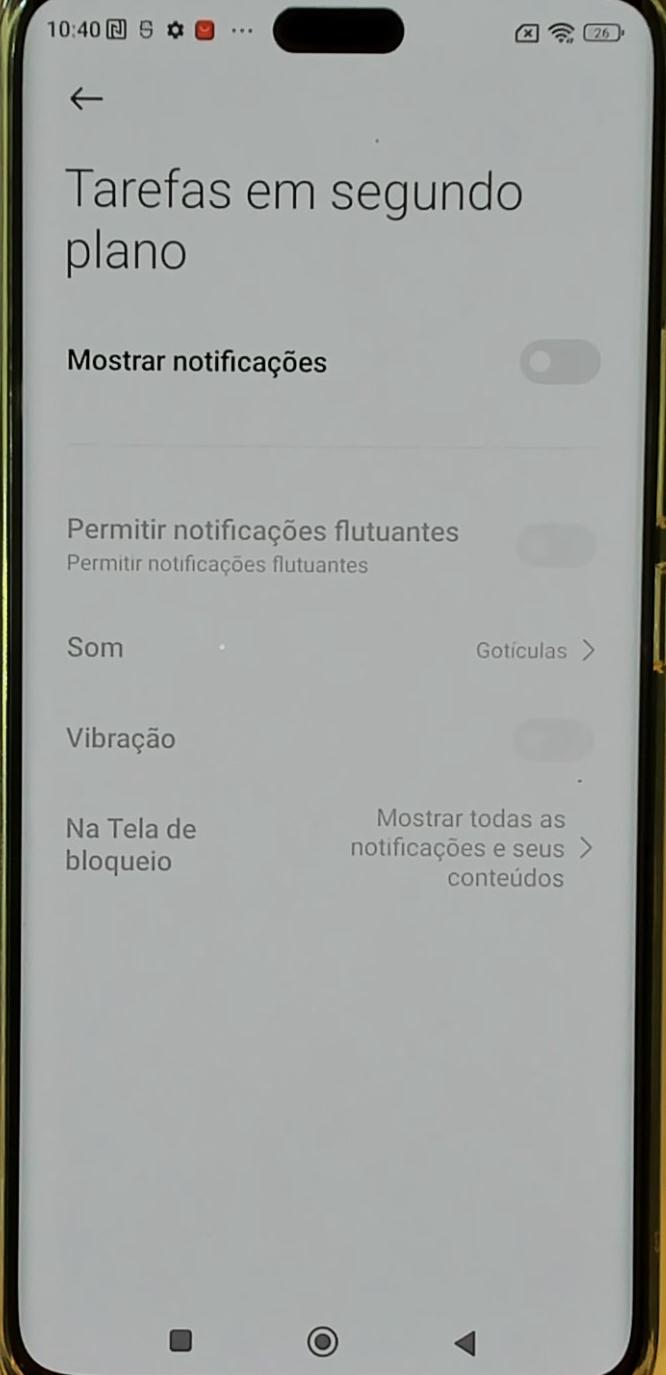 10:40
26
Tarefas em segundo
plano
Mostrar notificações
Permitir notificações flutuantes
Permitir notificações flutuantes
Som
Gotículas
Vibração
Na Tela de
bloqueio
Mostrar todas as
notificações e seus
conteúdos